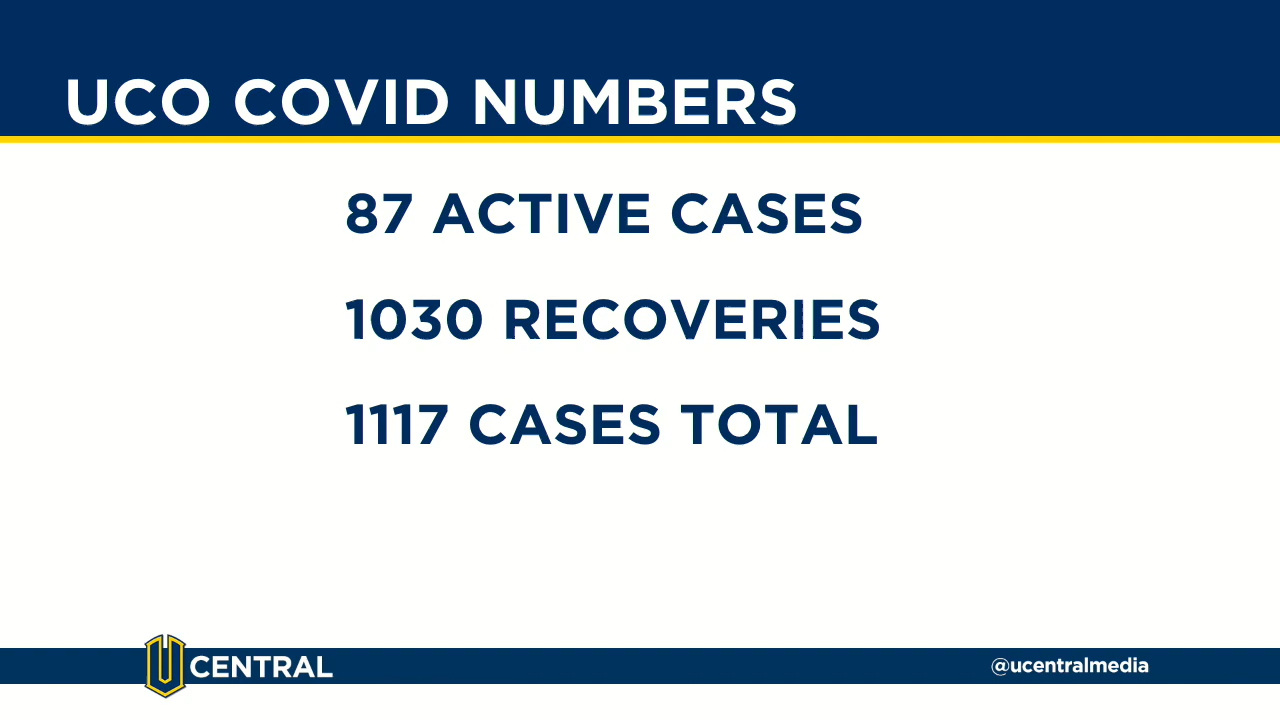 UCO COVID NUMBERS
87 ACTIVE CASES
1030 RECOVERIES
1117 CASES TOTAL
U CENTRAL
@ucentralmedia